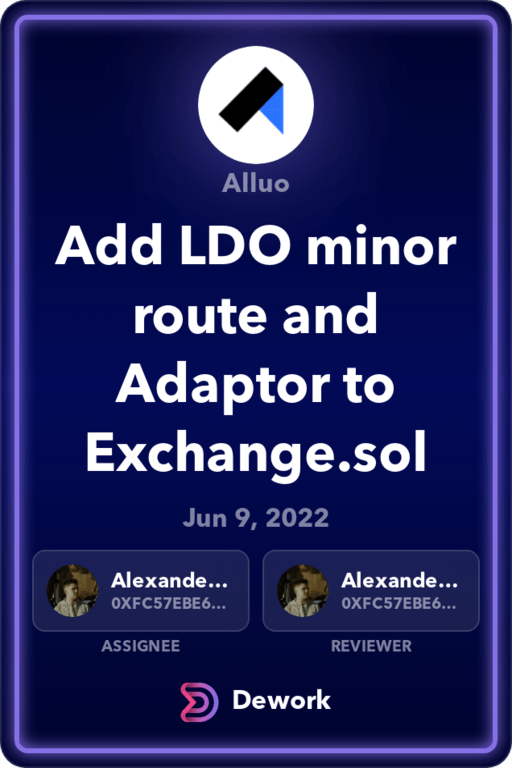 Alluo
Add LDO minor
route and
Adaptor to
Exchange.sol
Jun 9, 2022
Alexande... Alexande...
0XFC57EBE6... 0XFC57EBE6...
ASSIGNEE REVIEWER
Dework